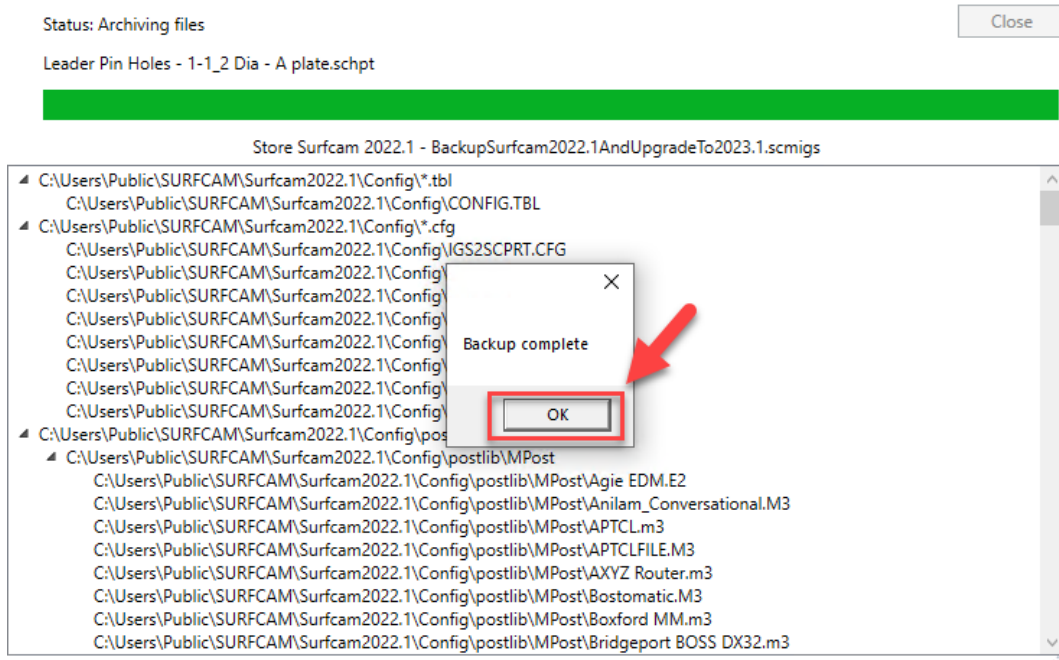 Status: Archiving files
Close
Leader Pin Holes - 1-1_2 Dia - A plate.schpt
Store Surfcam 2022.1 - BackupSurfcam2022.1AndUpgradeTo2023.1.scmigs
C:\Users\Public\SURFCAM\Surfcam2022.1\Config\*.tbl
C:\Users\Public\SURFCAM\Surfcam2022.1\Config\CONFIG.TBL
C:\Users\Public\SURFCAM\Surfcam2022.1\Config\*.cfg
C:\Users\Public\SURFCAM\Surfcam2022.1\Config\IGS2SCPRT.CFG
C:\Users\Public\SURFCAM\Surfcam2022.1\Config\
C:\Users\Public\SURFCAM\Surfcam2022.1\Config\
C:\Users\Public\SURFCAM\Surfcam2022.1\Config\
C:\Users\Public\SURFCAM\Surfcam2022.1\Config\
C:\Users\Public\SURFCAM\Surfcam2022.1\Config\
C:\Users\Public\SURFCAM\Surfcam2022.1\Config\
C:\Users\Public\SURFCAM\Surfcam2022.1\Config\
Backup complete
OK
C:\Users\Public\SURFCAM\Surfcam2022.1\Config\pos
C:\Users\Public\SURFCAM\Surfcam2022.1\Config\postlib\MPost
C:\Users\Public\SURFCAM\Surfcam2022.1\Config\postlib\MPost\Agie EDM.E2
C:\Users\Public\SURFCAM\Surfcam2022.1\Config\postlib\MPost\Anilam_Conversational.M3
C:\Users\Public\SURFCAM\Surfcam2022.1\Config\postlib\MPost\APTCL.m3
C:\Users\Public\SURFCAM\Surfcam2022.1\Config\postlib\MPost\APTCLFILE.M3
C:\Users\Public\SURFCAM\Surfcam2022.1\Config\postlib\MPost\AXYZ Router.m3
C:\Users\Public\SURFCAM\Surfcam2022.1\Config\postlib\MPost\Bostomatic.M3
C:\Users\Public\SURFCAM\Surfcam2022.1\Config\postlib\MPost\Boxford MM.m3
C:\Users\Public\SURFCAM\Surfcam2022.1\Config\postlib\MPost\Bridgeport BOSS DX32.m3